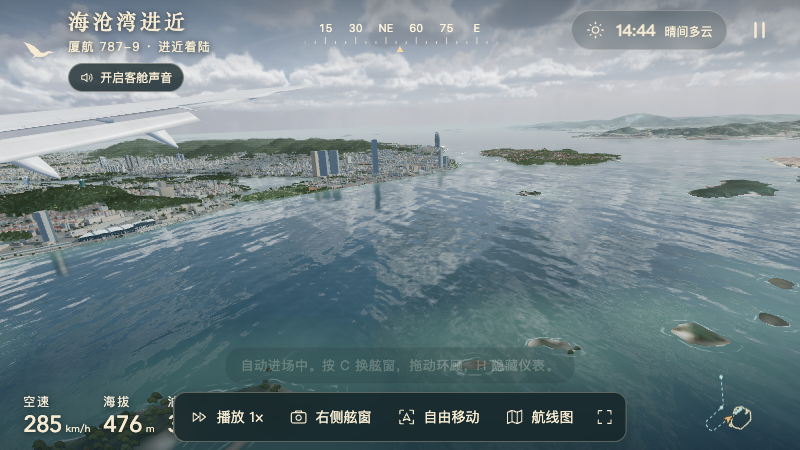 海沧湾进近
厦航 787-9 · 进近着陆
开启客舱声音
15 30 NE 60 75 E
14:44 晴间多云
自动进场中。按 C 换舷窗，拖动环顾，H 隐藏仪表。
空速 海拔
285 km/h 476 m
播放 1× 右侧舷窗 自由移动 航线图